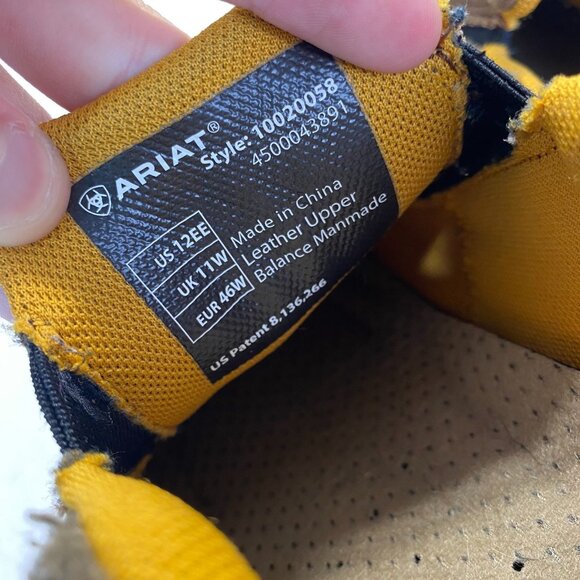 ARIAT®
Style: 10020058
4500043891
US 12EE
UK 11W
EUR 46W
Made in China
Leather Upper
Balance Manmade
US Patent 8,136,266